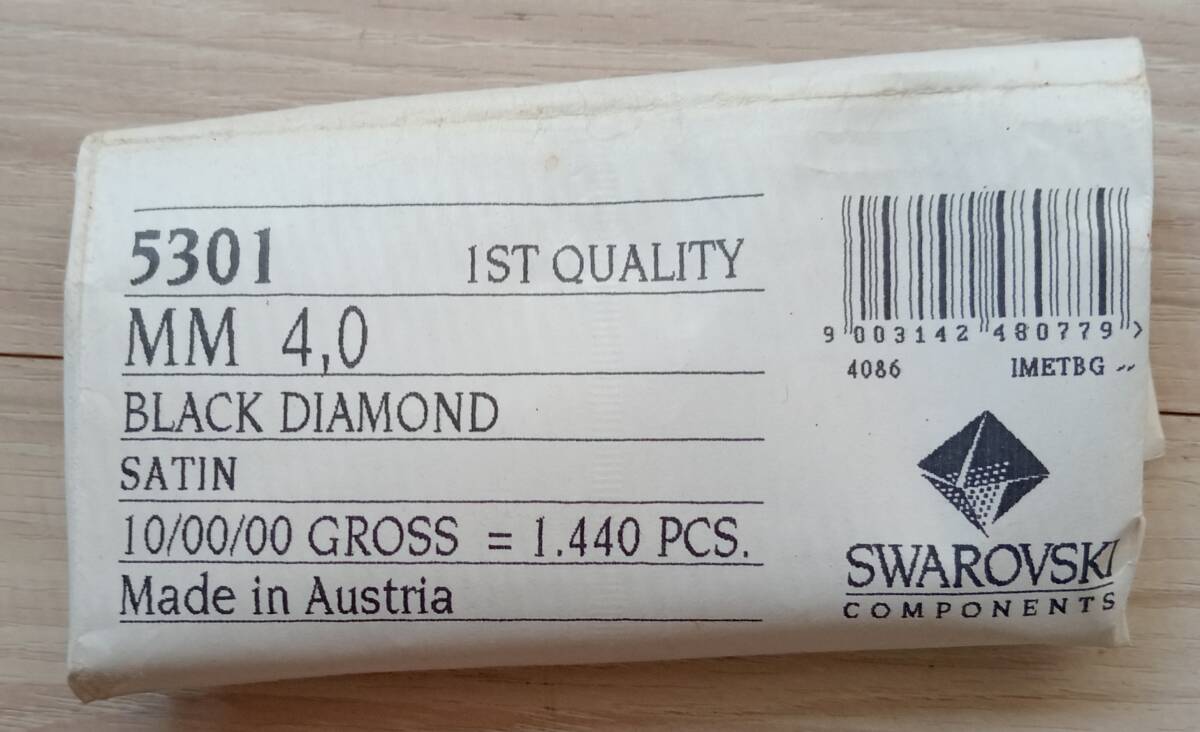 5301 1ST QUALITY
MM 4,0
BLACK DIAMOND
SATIN
10/00/00 GROSS = 1.440 PCS.
Made in Austria
9 003142 480779 >
4086 IMETBG --
SWAROVSKI
COMPONENTS